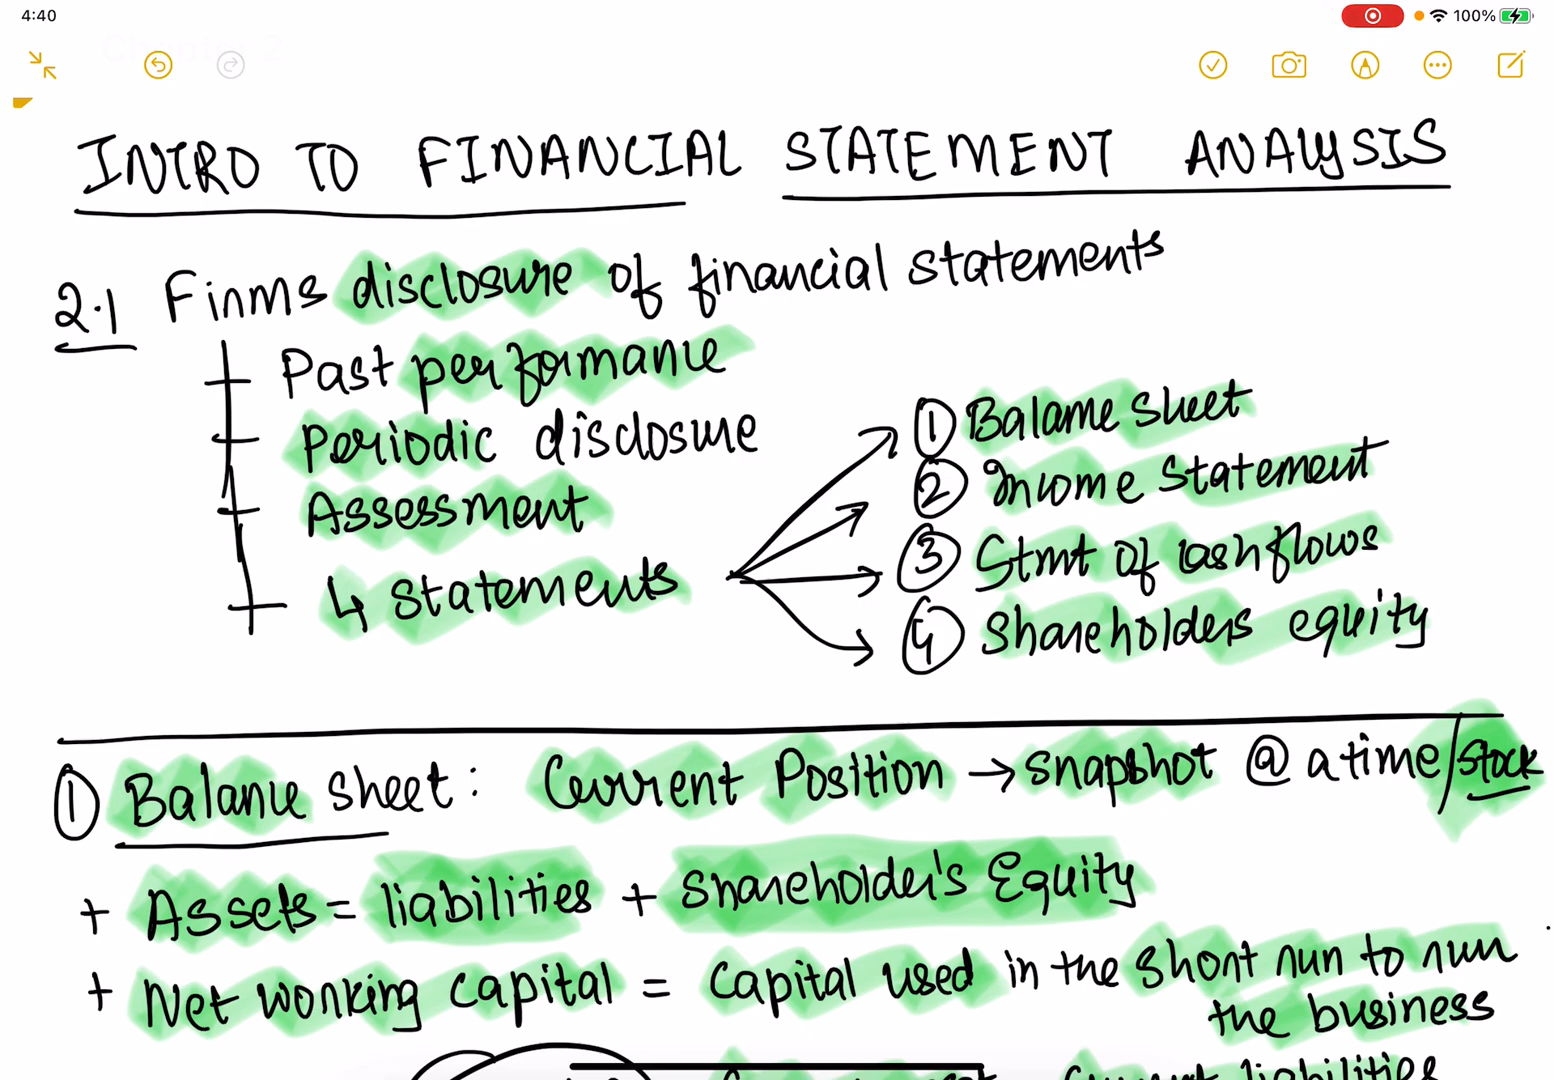 4:40
100%
Chapter 2
INTRO TO FINANCIAL STATEMENT ANALYSIS
2.1 Firms disclosure of financial statements
+ Past performance
+ Periodic disclosure
+ Assessment
+ 4 statements
① Balance sheet
② Income statement
③ Stmt of cashflows
④ Shareholders equity
① Balance sheet: Current Position → snapshot @ a time/stock
+ Assets = liabilities + Shareholder's Equity
+ Net working capital = Capital used in the short run to run
the business
liabilities